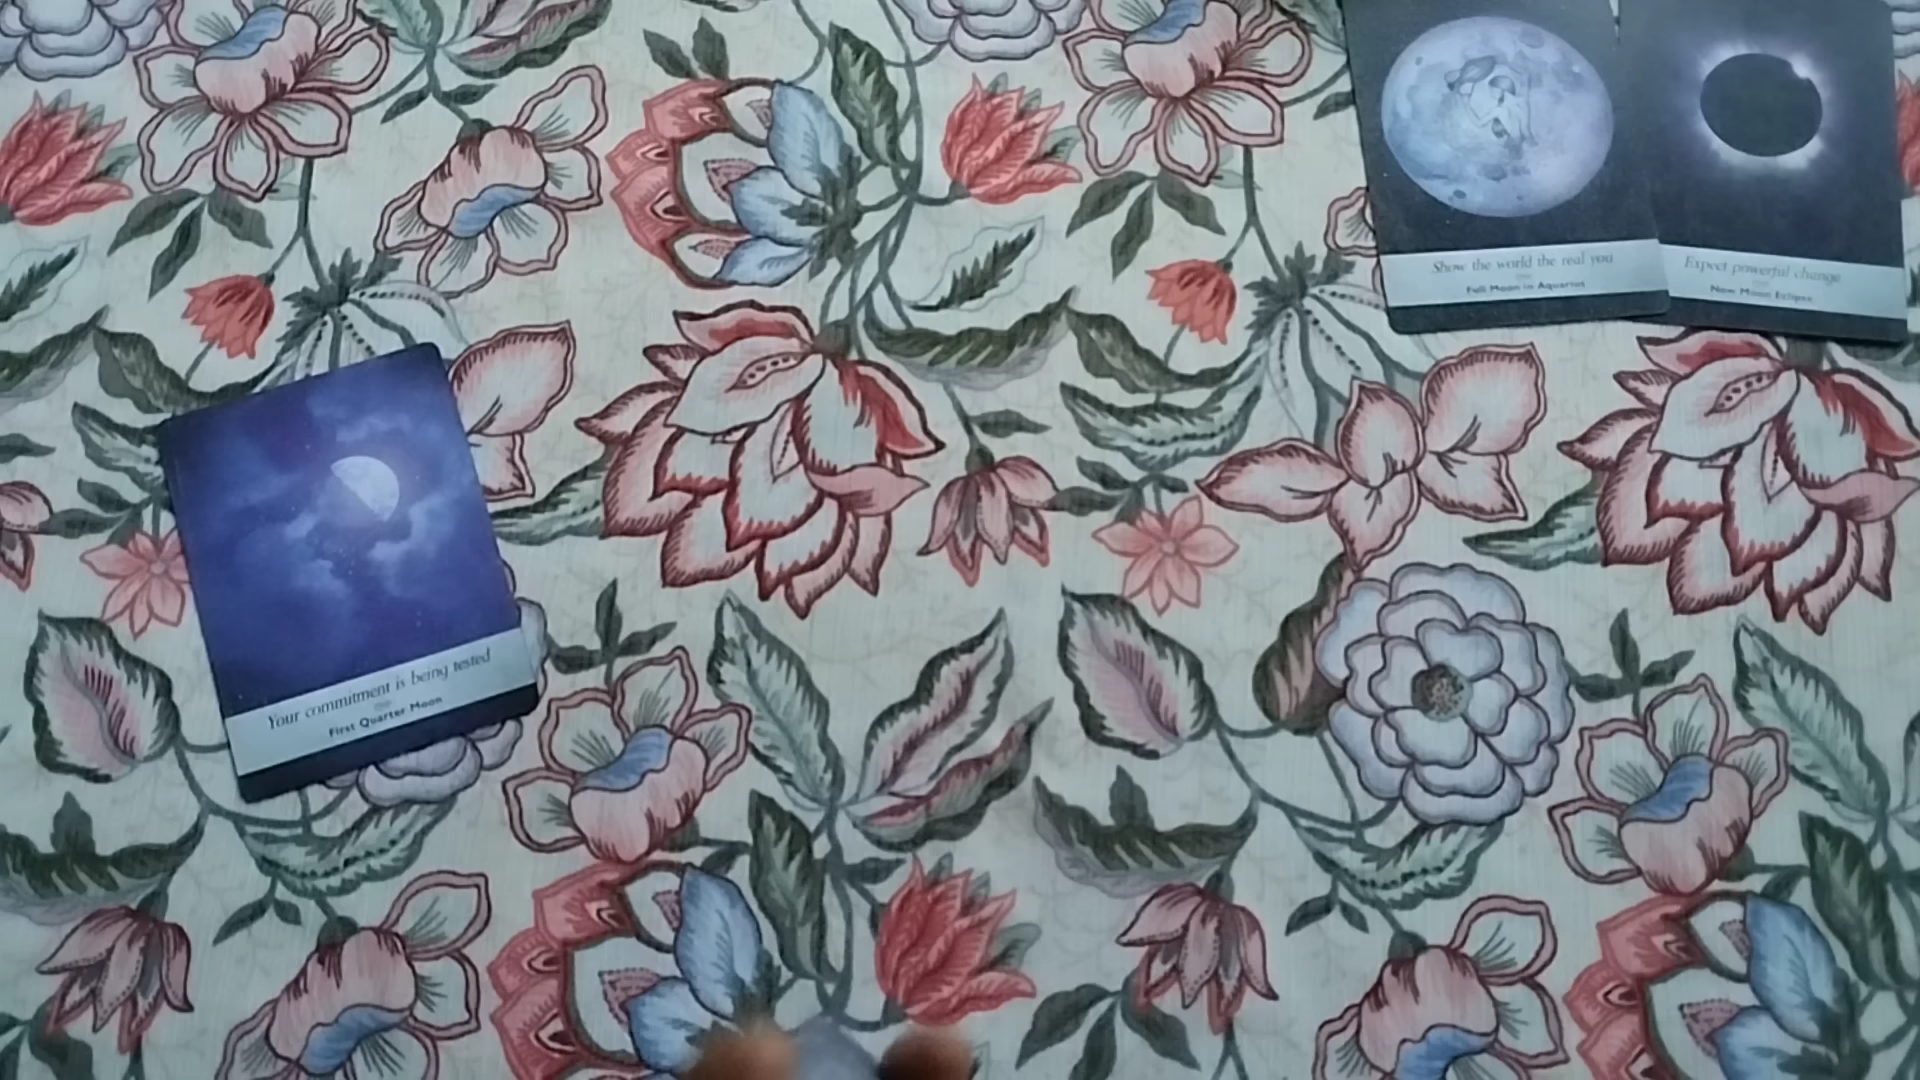 Show the world the real you
Full Moon in Aquarius
Expect powerful change
New Moon Eclipse
Your commitment is being tested
First Quarter Moon